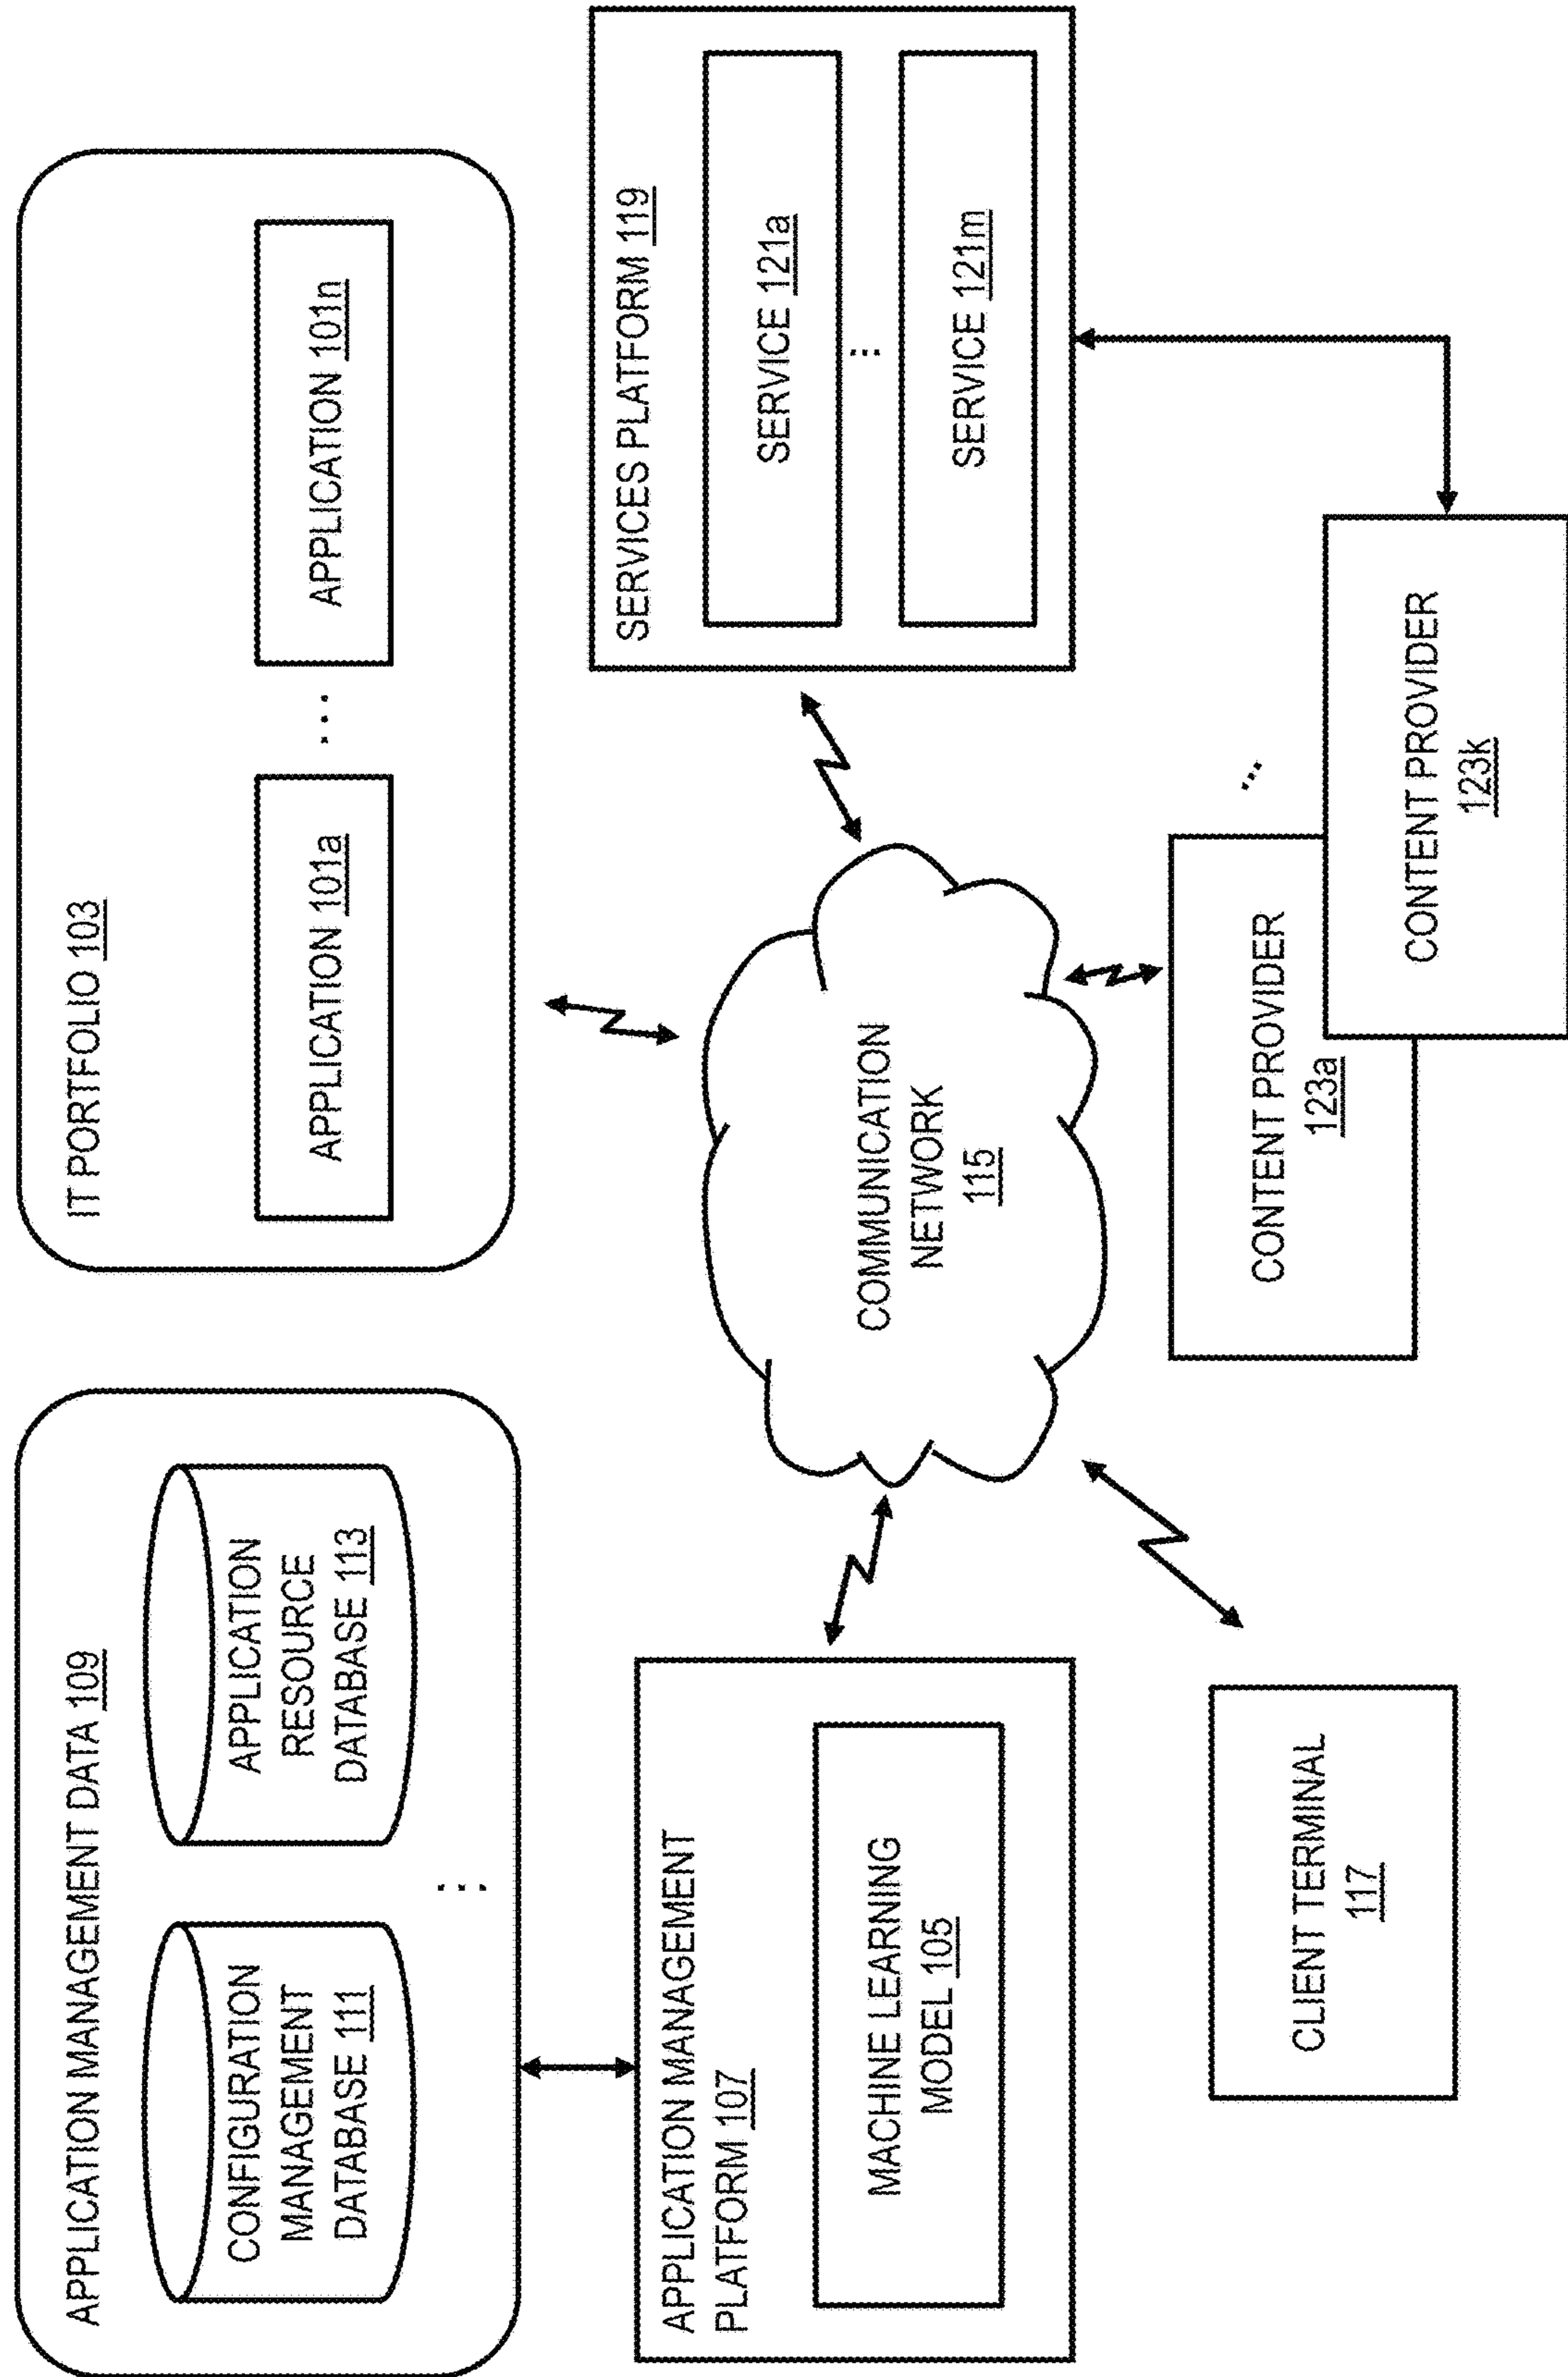 APPLICATION MANAGEMENT DATA 109
CONFIGURATION
MANAGEMENT
DATABASE 111
APPLICATION
RESOURCE
DATABASE 113
...
IT PORTFOLIO 103
APPLICATION 101a
...
APPLICATION 101n
APPLICATION MANAGEMENT
PLATFORM 107
MACHINE LEARNING
MODEL 105
COMMUNICATION
NETWORK
115
SERVICES PLATFORM 119
SERVICE 121a
...
SERVICE 121m
CLIENT TERMINAL
117
CONTENT PROVIDER
123a
...
CONTENT PROVIDER
123k